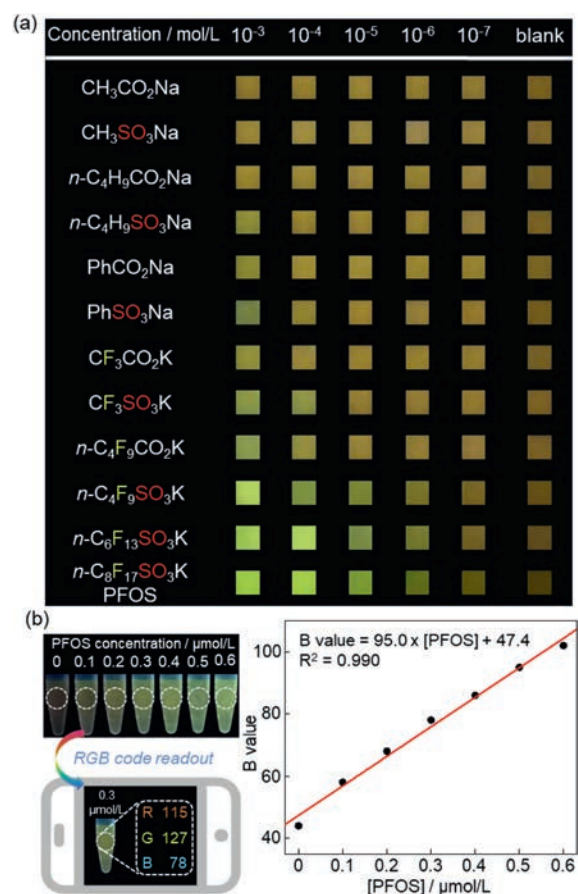 (a)
Concentration / mol/L 10⁻³ 10⁻⁴ 10⁻⁵ 10⁻⁶ 10⁻⁷ blank
CH₃CO₂Na
CH₃SO₃Na
n-C₄H₉CO₂Na
n-C₄H₉SO₃Na
PhCO₂Na
PhSO₃Na
CF₃CO₂K
CF₃SO₃K
n-C₄F₉CO₂K
n-C₄F₉SO₃K
n-C₆F₁₃SO₃K
n-C₈F₁₇SO₃K
PFOS
(b)
PFOS concentration / µmol/L
0 0.1 0.2 0.3 0.4 0.5 0.6
RGB code readout
0.3
µmol/L
R 115
G 127
B 78
B value = 95.0 x [PFOS] + 47.4
R² = 0.990
B value
100
80
60
40
0 0.1 0.2 0.3 0.4 0.5 0.6
[PFOS] / µmol/L